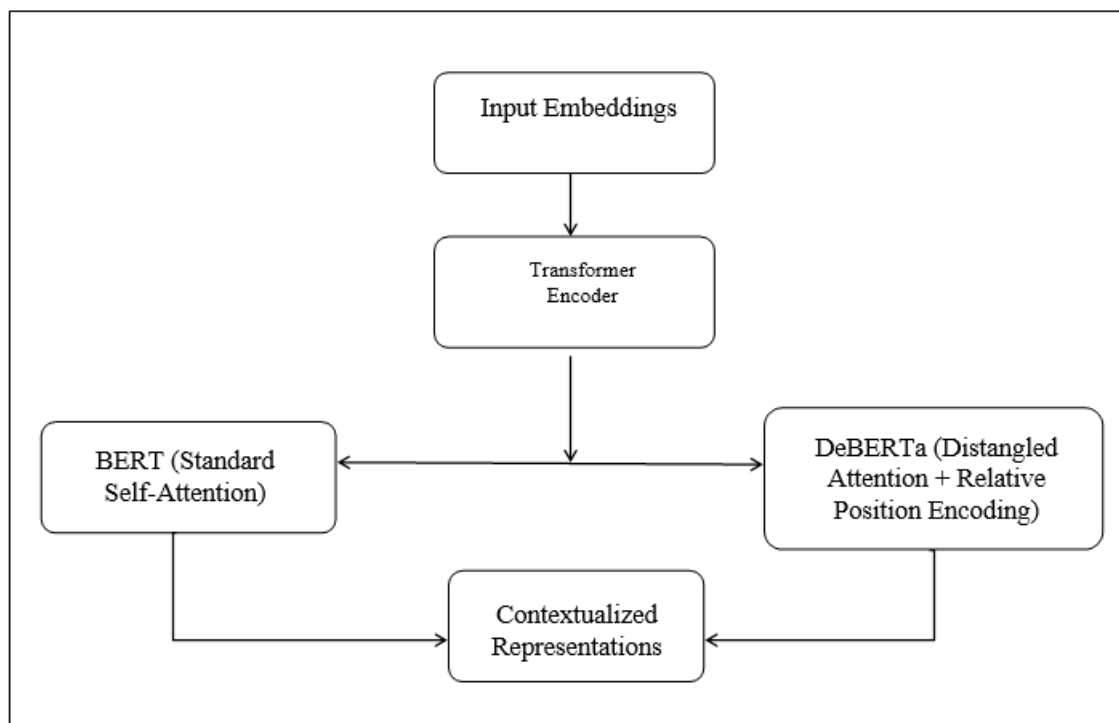 Input Embeddings
Transformer
Encoder
BERT (Standard
Self-Attention)
DeBERTa (Distangled
Attention + Relative
Position Encoding)
Contextualized
Representations